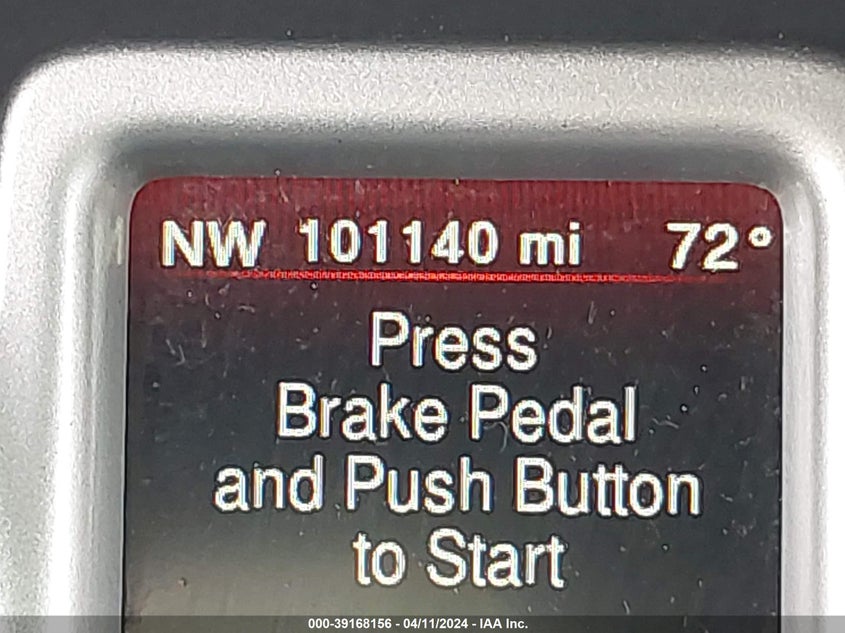 NW 101140 mi 72°
Press
Brake Pedal
and Push Button
to Start
000-39168156 - 04/11/2024 - IAA Inc.